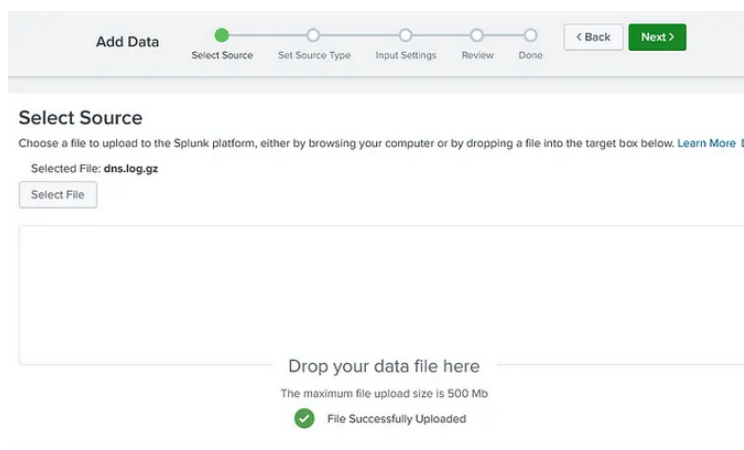 Add Data
Select Source
Set Source Type
Input Settings
Review
Done
< Back
Next >
Select Source
Choose a file to upload to the Splunk platform, either by browsing your computer or by dropping a file into the target box below. Learn More
Selected File: dns.log.gz
Select File
Drop your data file here
The maximum file upload size is 500 Mb
File Successfully Uploaded